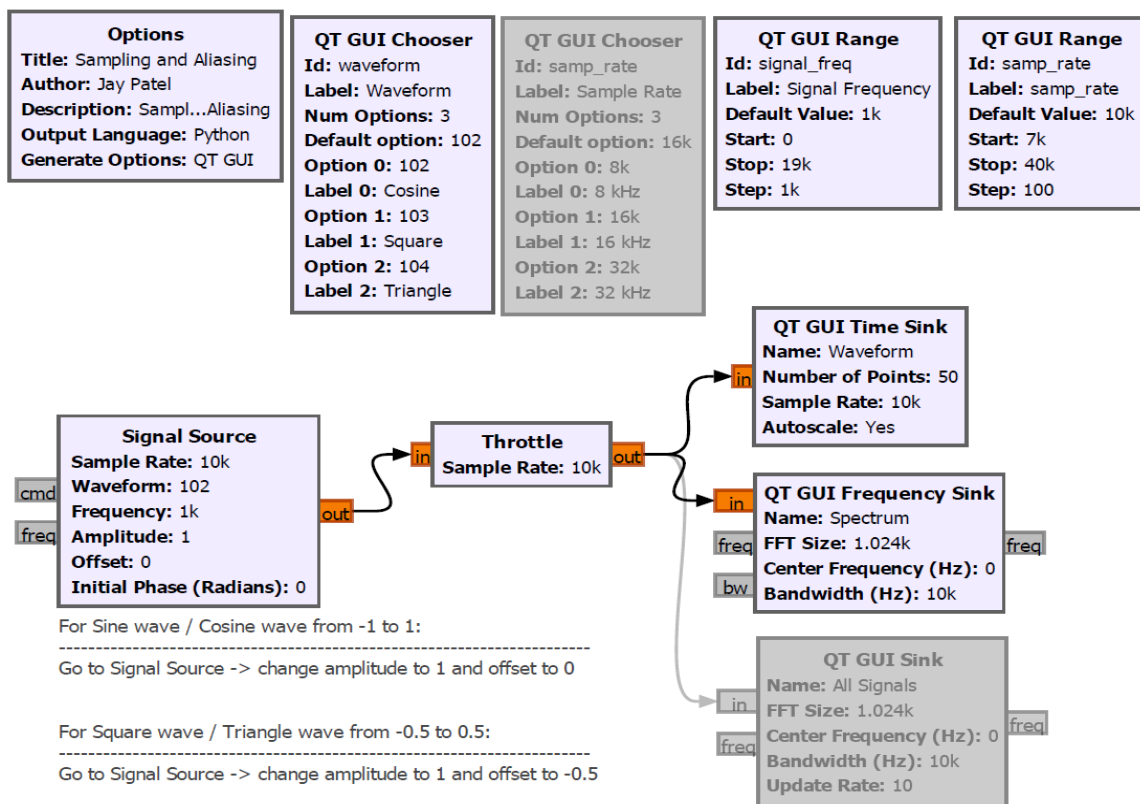 Options
Title: Sampling and Aliasing
Author: Jay Patel
Description: Sampl...Aliasing
Output Language: Python
Generate Options: QT GUI
QT GUI Chooser
Id: waveform
Label: Waveform
Num Options: 3
Default option: 102
Option 0: 102
Label 0: Cosine
Option 1: 103
Label 1: Square
Option 2: 104
Label 2: Triangle
QT GUI Chooser
Id: samp_rate
Label: Sample Rate
Num Options: 3
Default option: 16k
Option 0: 8k
Label 0: 8 kHz
Option 1: 16k
Label 1: 16 kHz
Option 2: 32k
Label 2: 32 kHz
QT GUI Range
Id: signal_freq
Label: Signal Frequency
Default Value: 1k
Start: 0
Stop: 19k
Step: 1k
QT GUI Range
Id: samp_rate
Label: samp_rate
Default Value: 10k
Start: 7k
Stop: 40k
Step: 100
Signal Source
Sample Rate: 10k
Waveform: 102
Frequency: 1k
Amplitude: 1
Offset: 0
Initial Phase (Radians): 0
cmd
freq
out
Throttle
Sample Rate: 10k
in
out
QT GUI Time Sink
Name: Waveform
Number of Points: 50
Sample Rate: 10k
Autoscale: Yes
in
QT GUI Frequency Sink
Name: Spectrum
FFT Size: 1.024k
Center Frequency (Hz): 0
Bandwidth (Hz): 10k
in
freq
bw
freq
QT GUI Sink
Name: All Signals
FFT Size: 1.024k
Center Frequency (Hz): 0
Bandwidth (Hz): 10k
Update Rate: 10
in
freq
freq
For Sine wave / Cosine wave from -1 to 1:
------------------------------------------------------------------------
Go to Signal Source -> change amplitude to 1 and offset to 0
For Square wave / Triangle wave from -0.5 to 0.5:
------------------------------------------------------------------------
Go to Signal Source -> change amplitude to 1 and offset to -0.5